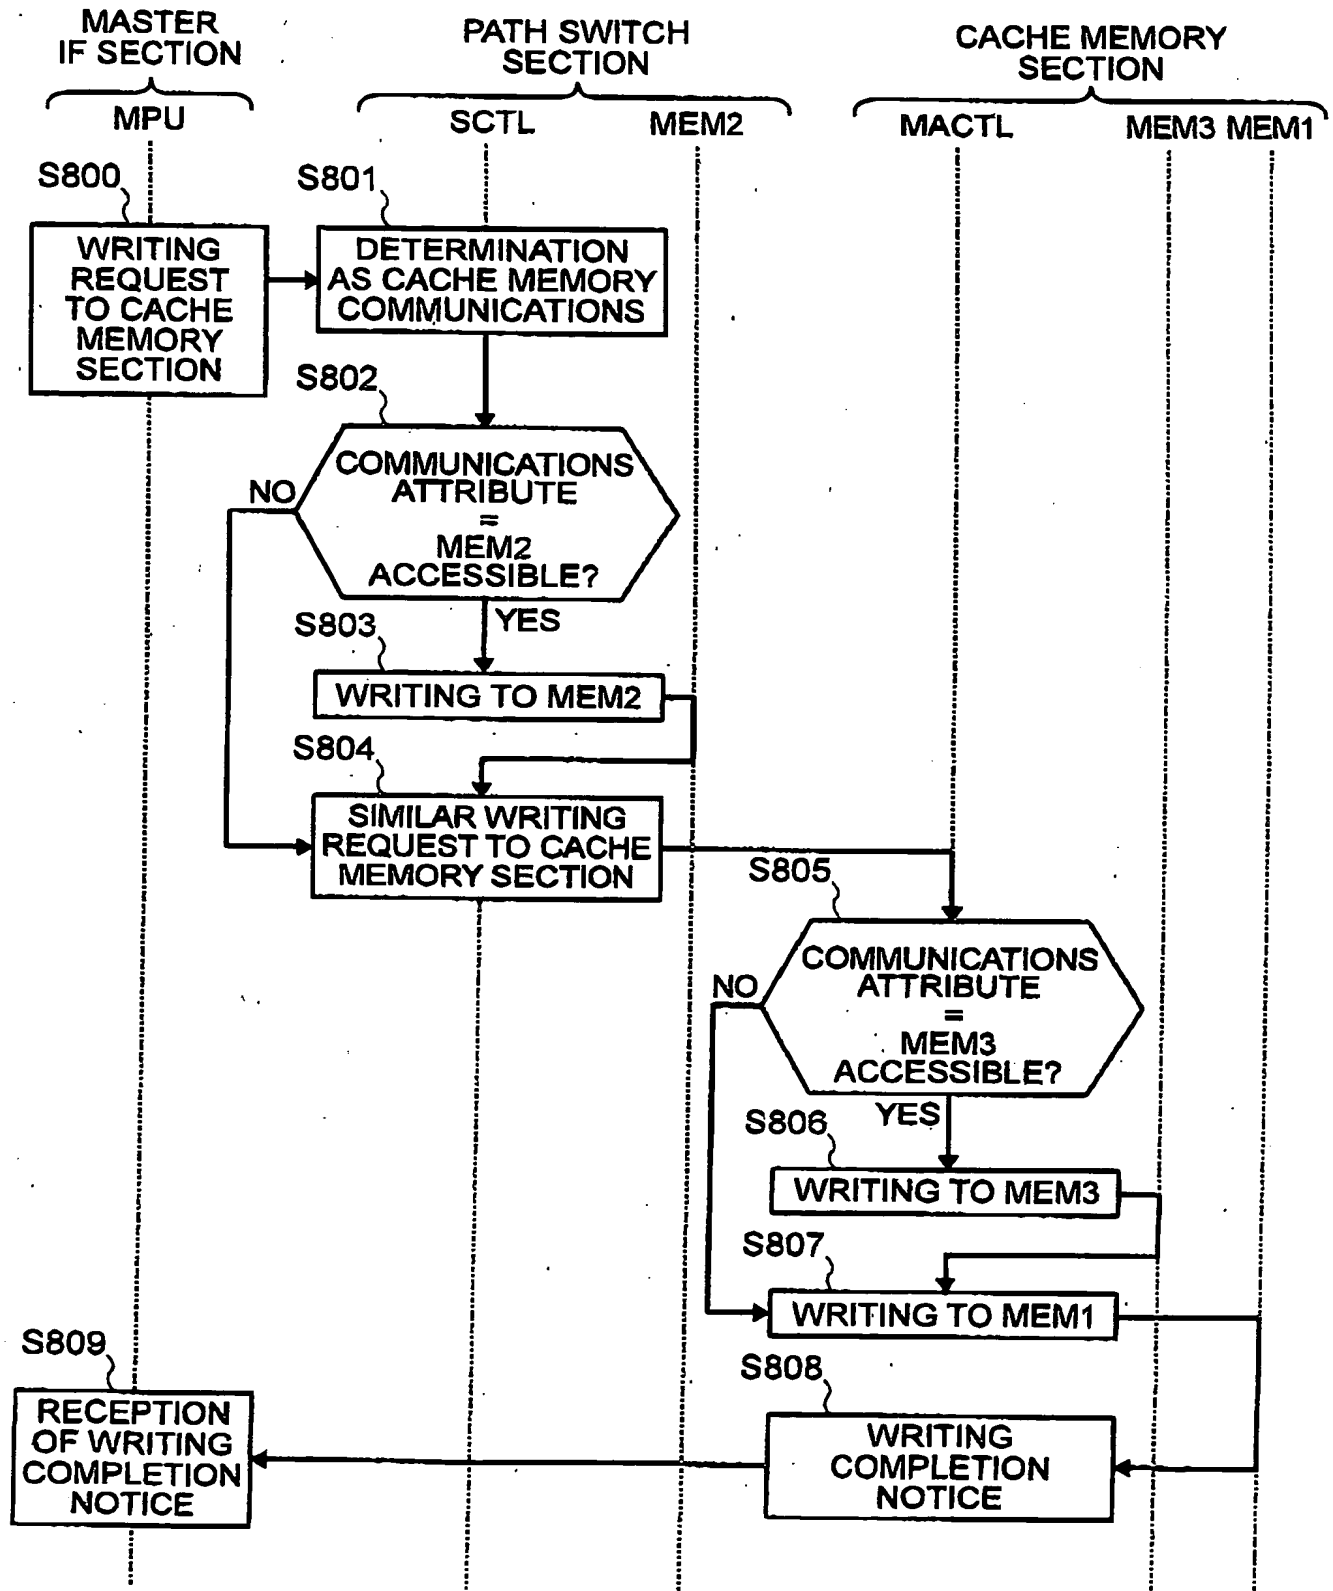 MASTER
IF SECTION
PATH SWITCH
SECTION
CACHE MEMORY
SECTION
MPU
SCTL
MEM2
MACTL
MEM3
MEM1
S800
WRITING
REQUEST
TO CACHE
MEMORY
SECTION
S801
DETERMINATION
AS CACHE MEMORY
COMMUNICATIONS
S802
COMMUNICATIONS
ATTRIBUTE
=
MEM2
ACCESSIBLE?
NO
YES
S803
WRITING TO MEM2
S804
SIMILAR WRITING
REQUEST TO CACHE
MEMORY SECTION
S805
COMMUNICATIONS
ATTRIBUTE
=
MEM3
ACCESSIBLE?
NO
YES
S806
WRITING TO MEM3
S807
WRITING TO MEM1
S808
WRITING
COMPLETION
NOTICE
S809
RECEPTION
OF WRITING
COMPLETION
NOTICE